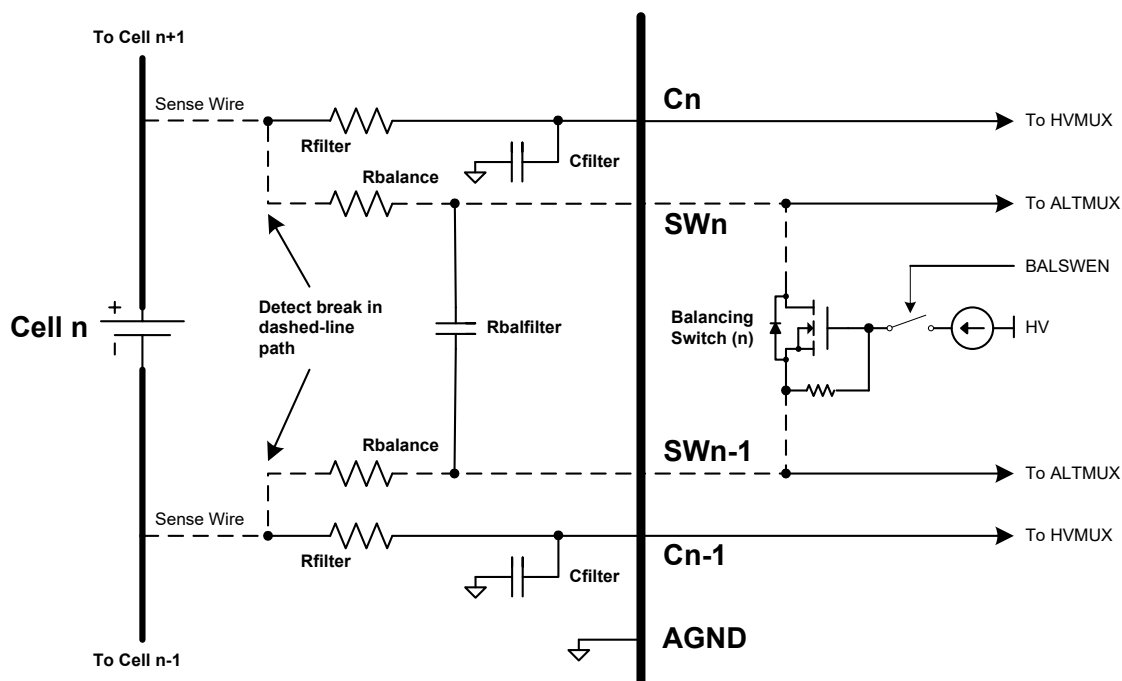 To Cell n+1
Sense Wire
Cn
To HVMUX
Rfilter
Cfilter
Rbalance
SWn
To ALTMUX
BALSWEN
Detect break in
dashed-line
path
+
Cell n
–
Rbalfilter
Balancing
Switch (n)
HV
Rbalance
SWn-1
To ALTMUX
Sense Wire
Rfilter
Cfilter
Cn-1
To HVMUX
AGND
To Cell n-1